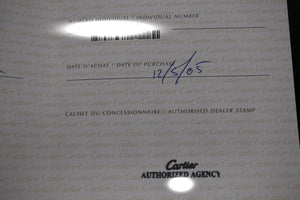 NUMÉRO INDIVIDUEL / INDIVIDUAL NUMBER
DATE D'ACHAT / DATE OF PURCHASE
12/5/05
CACHET DU CONCESSIONNAIRE / AUTHORISED DEALER STAMP
Cartier
AUTHORIZED AGENCY